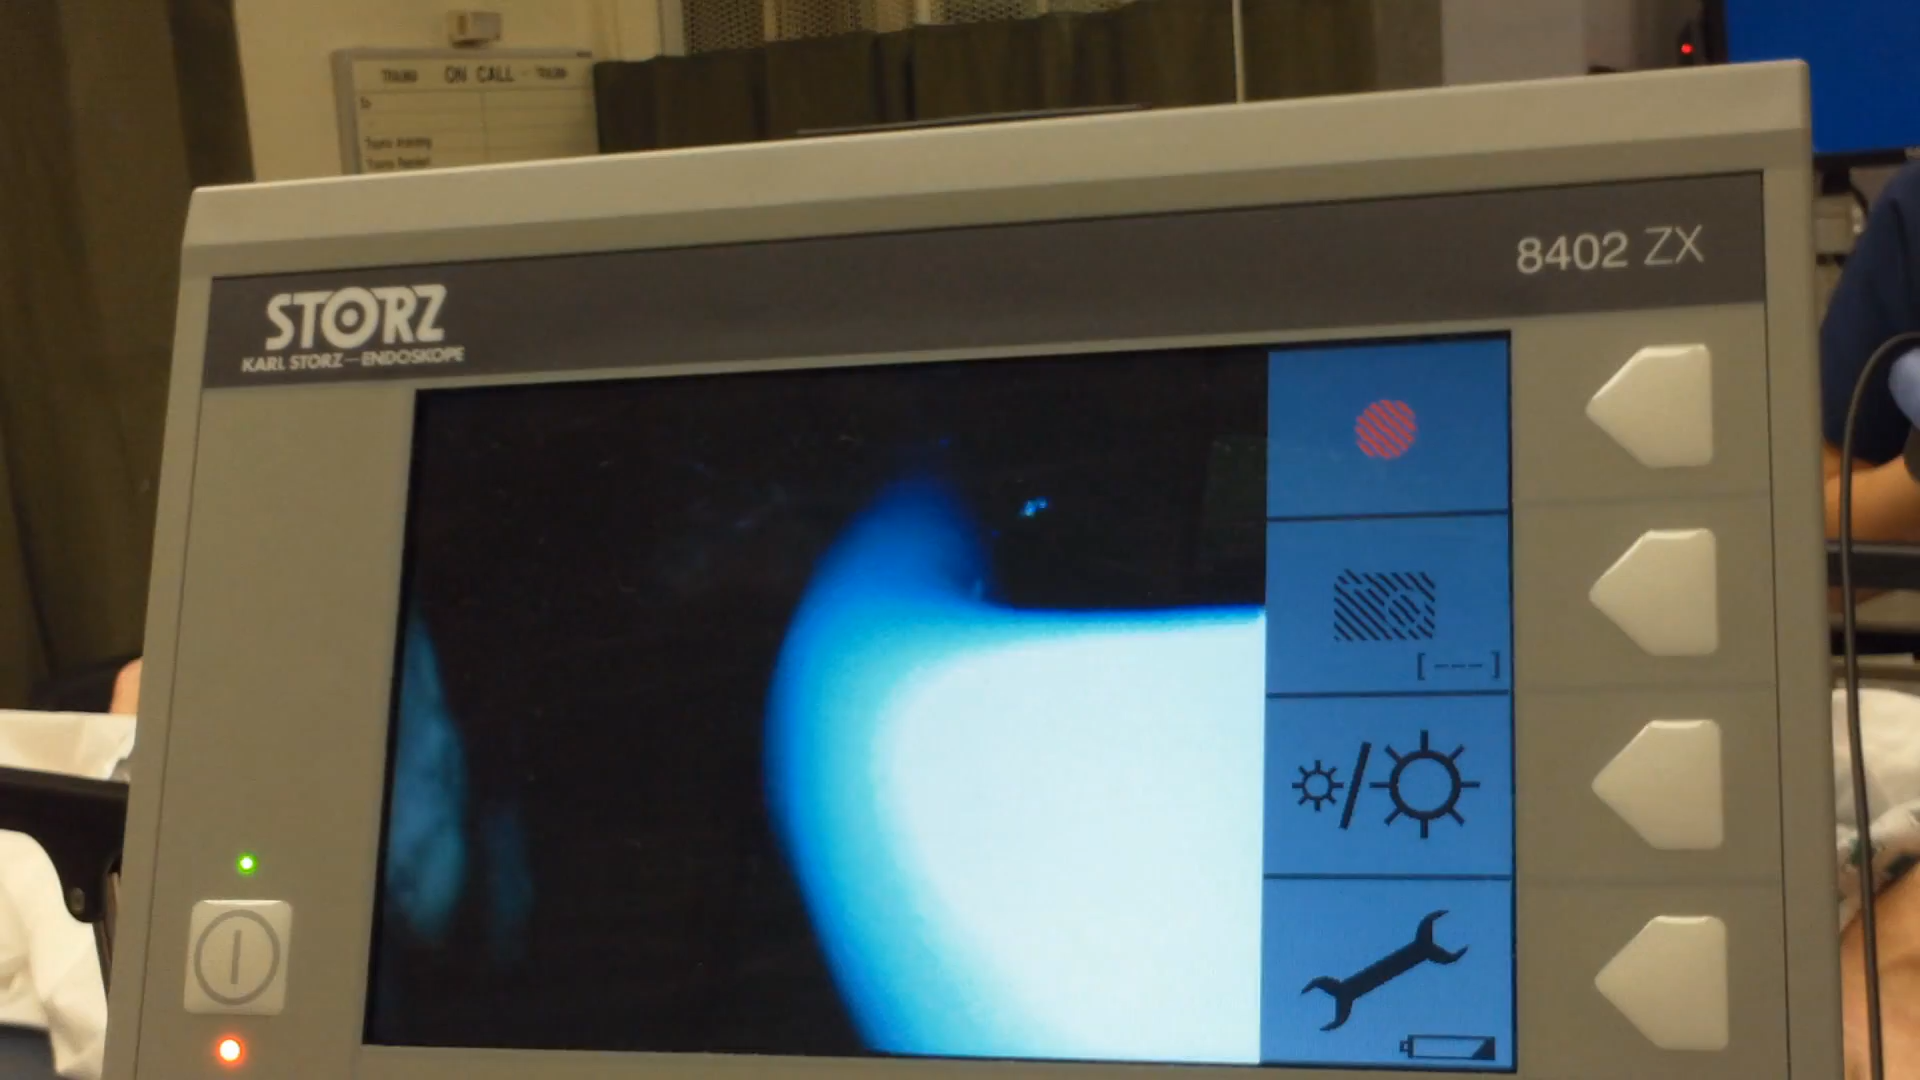 ON CALL
8402 ZX
STORZ
KARL STORZ—ENDOSKOPE
[---]